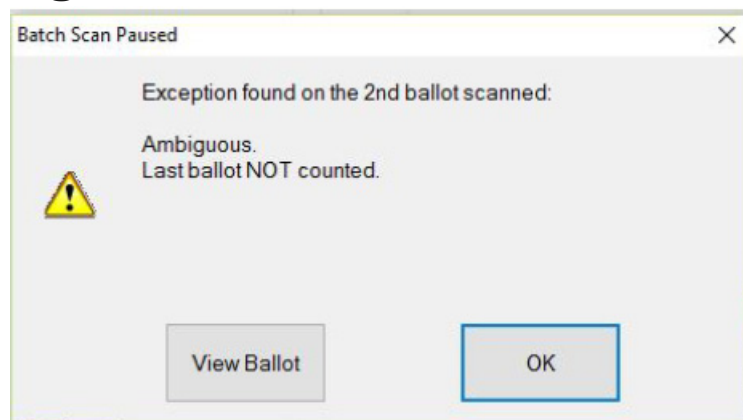 Batch Scan Paused
Exception found on the 2nd ballot scanned:
Ambiguous.
Last ballot NOT counted.
View Ballot
OK